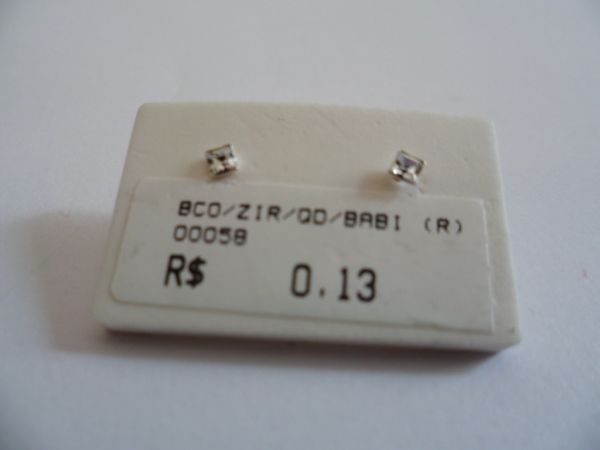 BCO/ZIR/QD/BABI (R)
00058
R$ 0.13